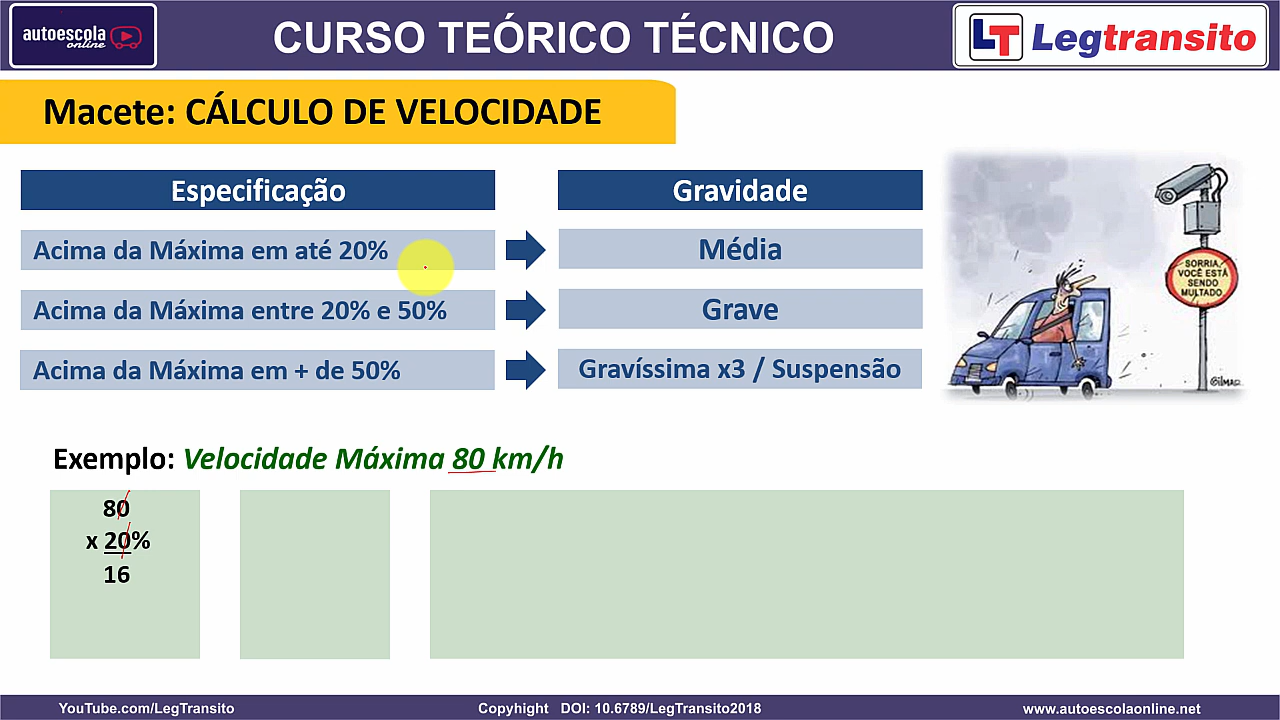 autoescola
online
CURSO TEÓRICO TÉCNICO
LT Legtransito
Macete: CÁLCULO DE VELOCIDADE
Especificação
Gravidade
Acima da Máxima em até 20%
Média
Acima da Máxima entre 20% e 50%
Grave
Acima da Máxima em + de 50%
Gravíssima x3 / Suspensão
SORRIA,
VOCÊ ESTÁ
SENDO
MULTADO
©ilmar
Exemplo: Velocidade Máxima 80 km/h
80
x 20%
16
YouTube.com/LegTransito
Copyhight DOI: 10.6789/LegTransito2018
www.autoescolaonline.net